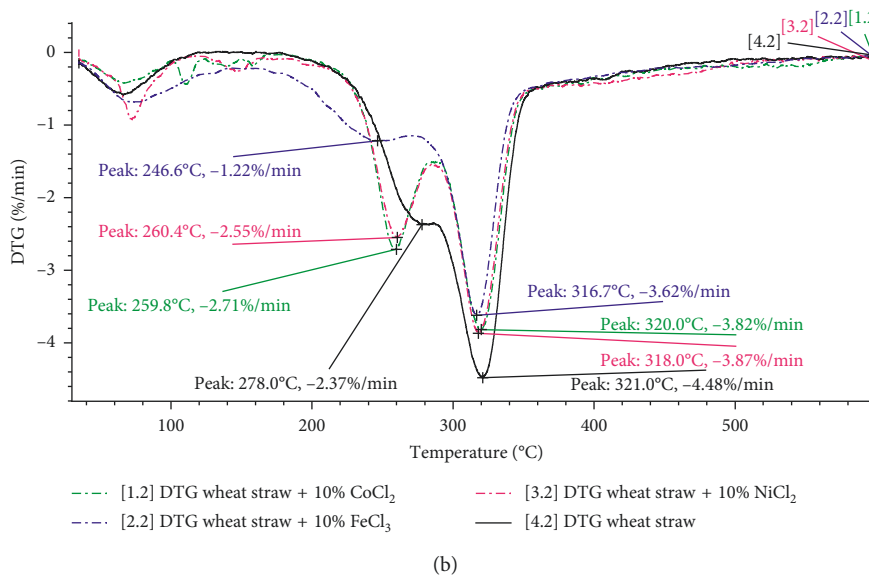 [2.2] [1.2
[3.2]
[4.2]
0
–1
–2
–3
–4
DTG (%/min)
Peak: 246.6°C, –1.22%/min
Peak: 260.4°C, –2.55%/min
Peak: 259.8°C, –2.71%/min
Peak: 278.0°C, –2.37%/min
Peak: 316.7°C, –3.62%/min
Peak: 320.0°C, –3.82%/min
Peak: 318.0°C, –3.87%/min
Peak: 321.0°C, –4.48%/min
100 200 300 400 500
Temperature (°C)
[1.2] DTG wheat straw + 10% CoCl₂
[3.2] DTG wheat straw + 10% NiCl₂
[2.2] DTG wheat straw + 10% FeCl₃
[4.2] DTG wheat straw
(b)